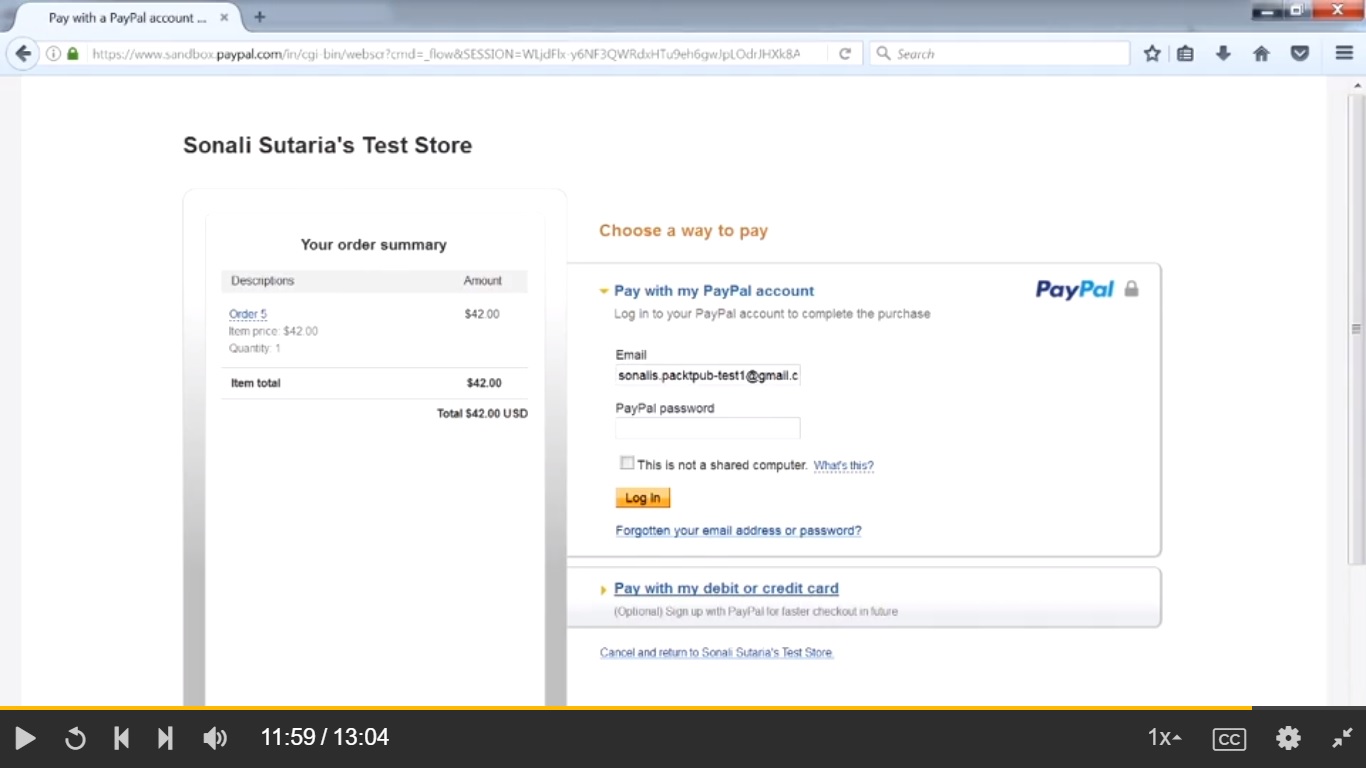 Pay with a PayPal account ...
https://www.sandbox.paypal.com/in/cgi-bin/webscr?cmd=_flow&SESSION=WLjdFlx-y6NF3QWRdxHTu9eh6gwJpLOdrJHXk8A
Search
Sonali Sutaria's Test Store
Your order summary
Descriptions Amount
Order 5 $42.00
Item price: $42.00
Quantity: 1
Item total $42.00
Total $42.00 USD
Choose a way to pay
Pay with my PayPal account
PayPal
Log in to your PayPal account to complete the purchase
Email
sonalis.packtpub-test1@gmail.c
PayPal password
This is not a shared computer. What's this?
Log In
Forgotten your email address or password?
Pay with my debit or credit card
(Optional) Sign up with PayPal for faster checkout in future
Cancel and return to Sonali Sutaria's Test Store.
11:59 / 13:04
1x
CC